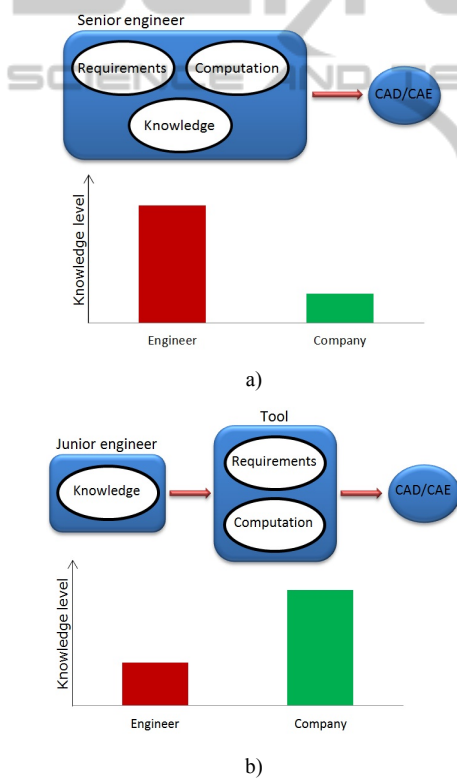 Senior engineer
Requirements
Computation
Knowledge
CAD/CAE
Knowledge level
Engineer
Company
a)
Tool
Junior engineer
Knowledge
Requirements
Computation
CAD/CAE
Knowledge level
Engineer
Company
b)